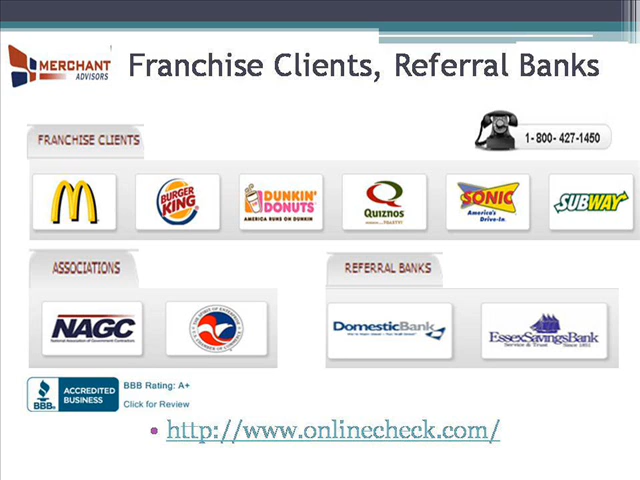 MERCHANT
ADVISORS
Franchise Clients, Referral Banks
FRANCHISE CLIENTS
1- 800- 427-1450
BURGER
KING
DUNKIN'
DONUTS
AMERICA RUNS ON DUNKIN
QUIZNOS
SONIC
America's
Drive-In
SUBWAY
ASSOCIATIONS
REFERRAL BANKS
NAGC
National Association of Government Contractors
DomesticBank
EssexSavingsBank
Service & Trust Since 1851
BBB
ACCREDITED
BUSINESS
BBB Rating: A+
Click for Review
• http://www.onlinecheck.com/